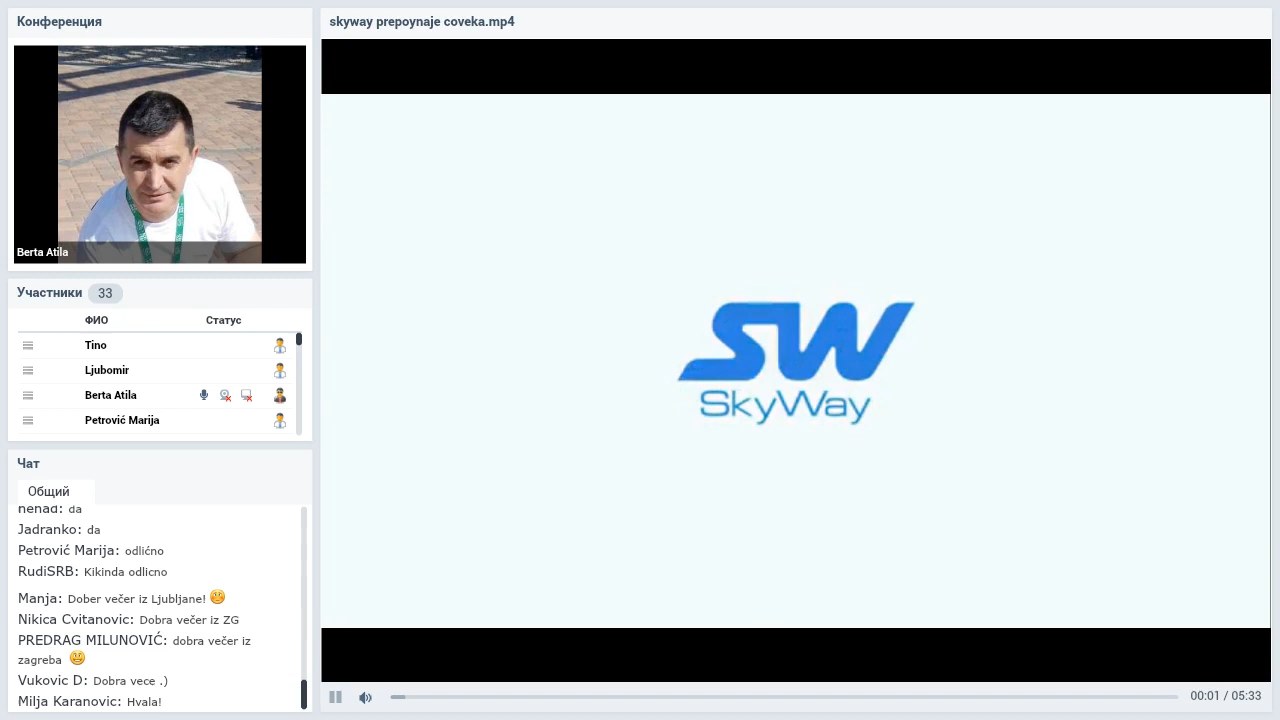 Конференция
Berta Atila
Участники 33
ФИО Статус
Tino
Ljubomir
Berta Atila
Petrović Marija
Чат
Общий
nenad: da
Jadranko: da
Petrović Marija: odlićno
RudiSRB: Kikinda odlicno
Manja: Dober večer iz Ljubljane!
Nikica Cvitanovic: Dobra večer iz ZG
PREDRAG MILUNOVIĆ: dobra večer iz
zagreba
Vukovic D: Dobra vece .)
Milja Karanovic: Hvala!
skyway prepoynaje coveka.mp4
SW
SkyWay
00:01 / 05:33